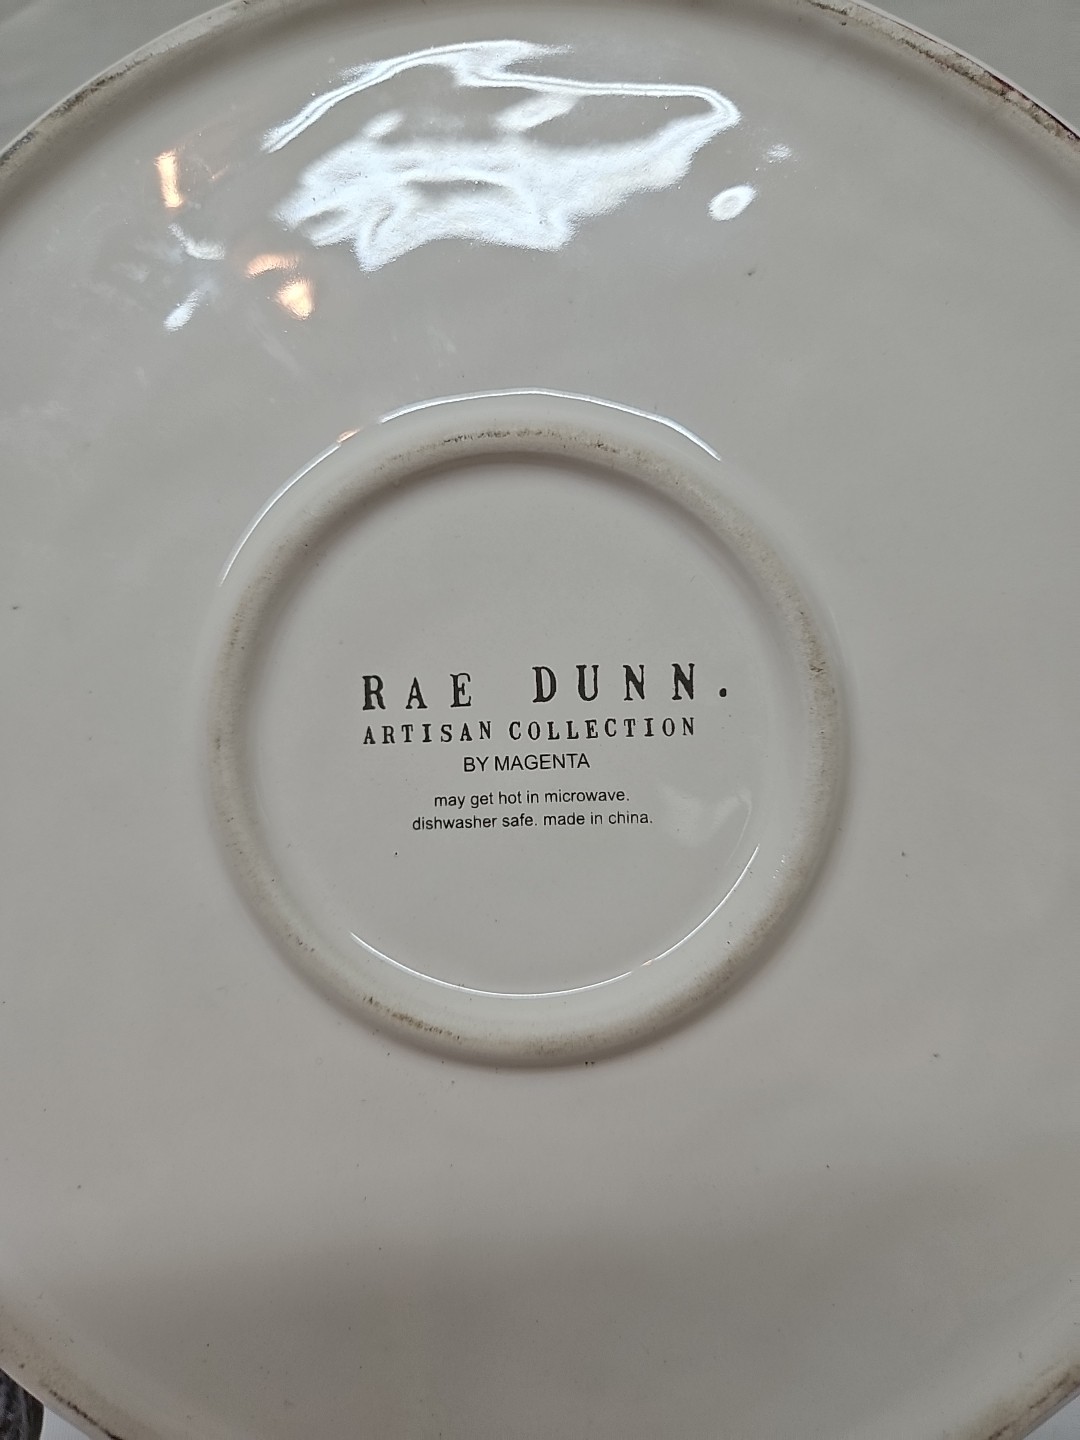 RAE DUNN.
ARTISAN COLLECTION
BY MAGENTA
may get hot in microwave.
dishwasher safe. made in china.